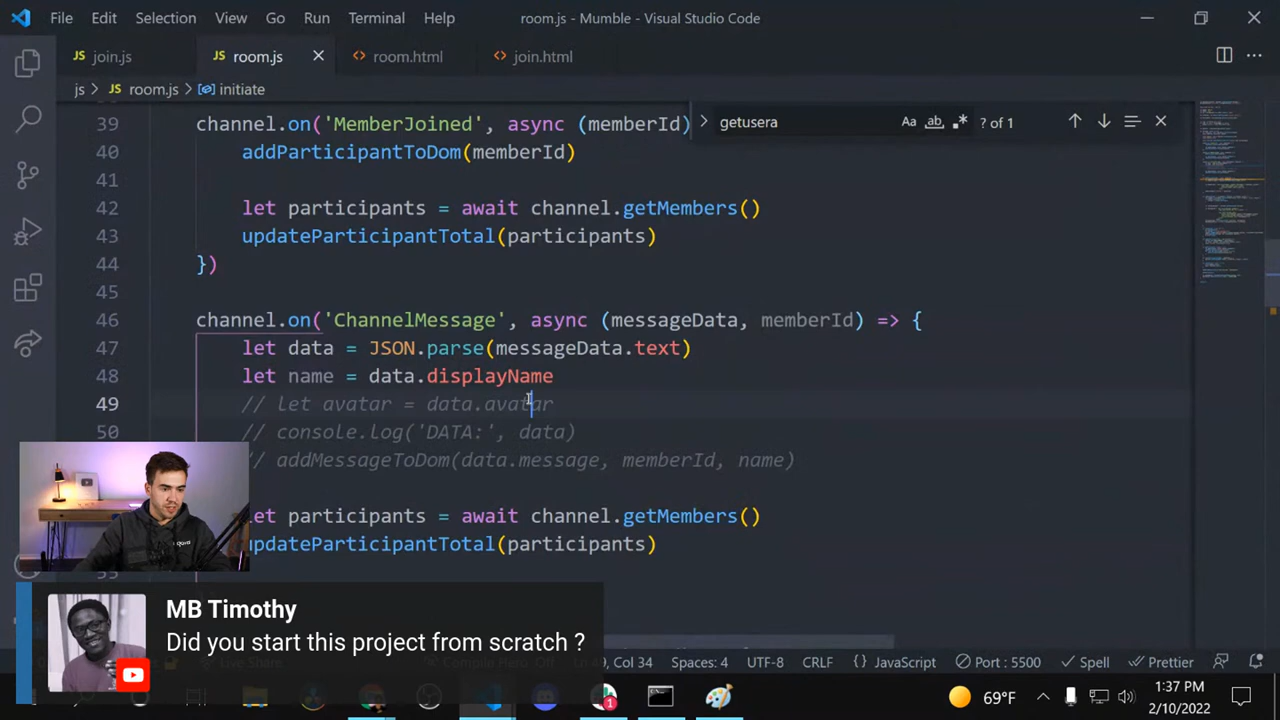 File Edit Selection View Go Run Terminal Help room.js - Mumble - Visual Studio Code
JS join.js JS room.js room.html join.html
js > JS room.js > initiate
getusera Aa ab ? of 1
39 channel.on('MemberJoined', async (memberId)
40 addParticipantToDom(memberId)
41
42 let participants = await channel.getMembers()
43 updateParticipantTotal(participants)
44 })
45
46 channel.on('ChannelMessage', async (messageData, memberId) => {
47 let data = JSON.parse(messageData.text)
48 let name = data.displayName
49 // let avatar = data.avatar
50 // console.log('DATA:', data)
// addMessageToDom(data.message, memberId, name)
let participants = await channel.getMembers()
updateParticipantTotal(participants)
MB Timothy
Did you start this project from scratch ?
Col 34 Spaces: 4 UTF-8 CRLF {} JavaScript Port : 5500 Spell Prettier
69°F 1:37 PM
2/10/2022